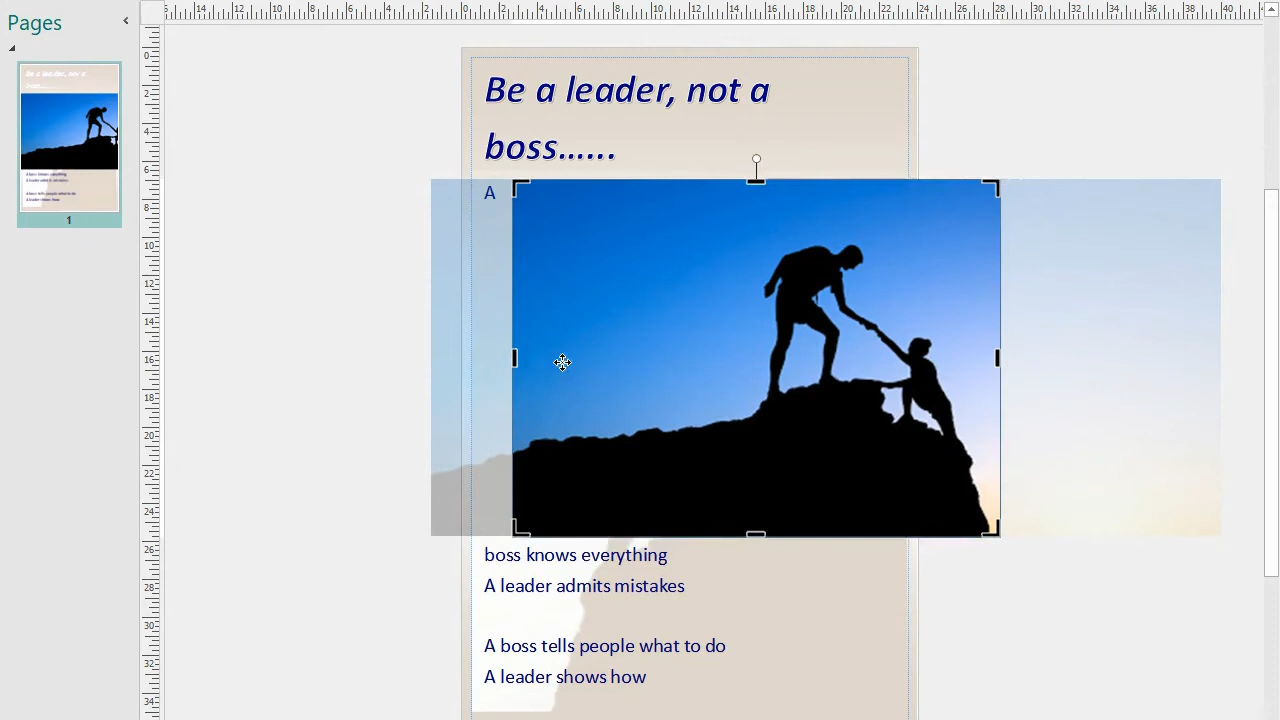 Pages
Be a leader, not a
boss......
A
boss knows everything
A leader admits mistakes
A boss tells people what to do
A leader shows how
1